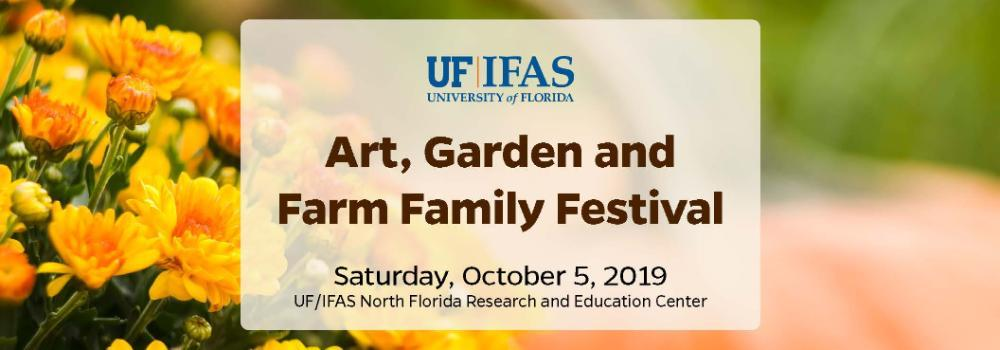 UF|IFAS
UNIVERSITY of FLORIDA
Art, Garden and
Farm Family Festival
Saturday, October 5, 2019
UF/IFAS North Florida Research and Education Center